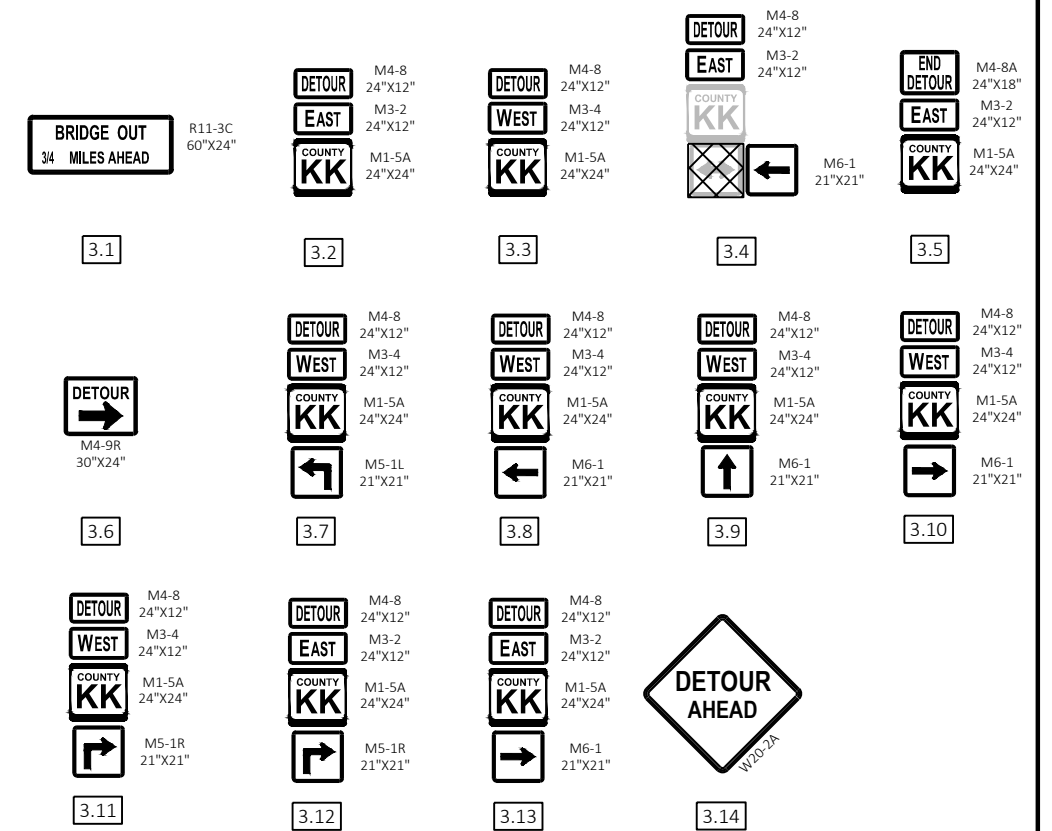 BRIDGE OUT
3/4 MILES AHEAD
R11-3C
60"X24"
3.1
DETOUR
M4-8
24"X12"
EAST
M3-2
24"X12"
COUNTY
KK
M1-5A
24"X24"
3.2
DETOUR
M4-8
24"X12"
WEST
M3-4
24"X12"
COUNTY
KK
M1-5A
24"X24"
3.3
DETOUR
M4-8
24"X12"
EAST
M3-2
24"X12"
COUNTY
KK
M6-1
21"X21"
3.4
END
DETOUR
M4-8A
24"X18"
EAST
M3-2
24"X12"
COUNTY
KK
M1-5A
24"X24"
3.5
DETOUR
M4-9R
30"X24"
3.6
DETOUR
M4-8
24"X12"
WEST
M3-4
24"X12"
COUNTY
KK
M1-5A
24"X24"
M5-1L
21"X21"
3.7
DETOUR
M4-8
24"X12"
WEST
M3-4
24"X12"
COUNTY
KK
M1-5A
24"X24"
M6-1
21"X21"
3.8
DETOUR
M4-8
24"X12"
WEST
M3-4
24"X12"
COUNTY
KK
M1-5A
24"X24"
M6-1
21"X21"
3.9
DETOUR
M4-8
24"X12"
WEST
M3-4
24"X12"
COUNTY
KK
M1-5A
24"X24"
M6-1
21"X21"
3.10
DETOUR
M4-8
24"X12"
WEST
M3-4
24"X12"
COUNTY
KK
M1-5A
24"X24"
M5-1R
21"X21"
3.11
DETOUR
M4-8
24"X12"
EAST
M3-2
24"X12"
COUNTY
KK
M1-5A
24"X24"
M5-1R
21"X21"
3.12
DETOUR
M4-8
24"X12"
EAST
M3-2
24"X12"
COUNTY
KK
M1-5A
24"X24"
M6-1
21"X21"
3.13
DETOUR
AHEAD
W20-2A
3.14